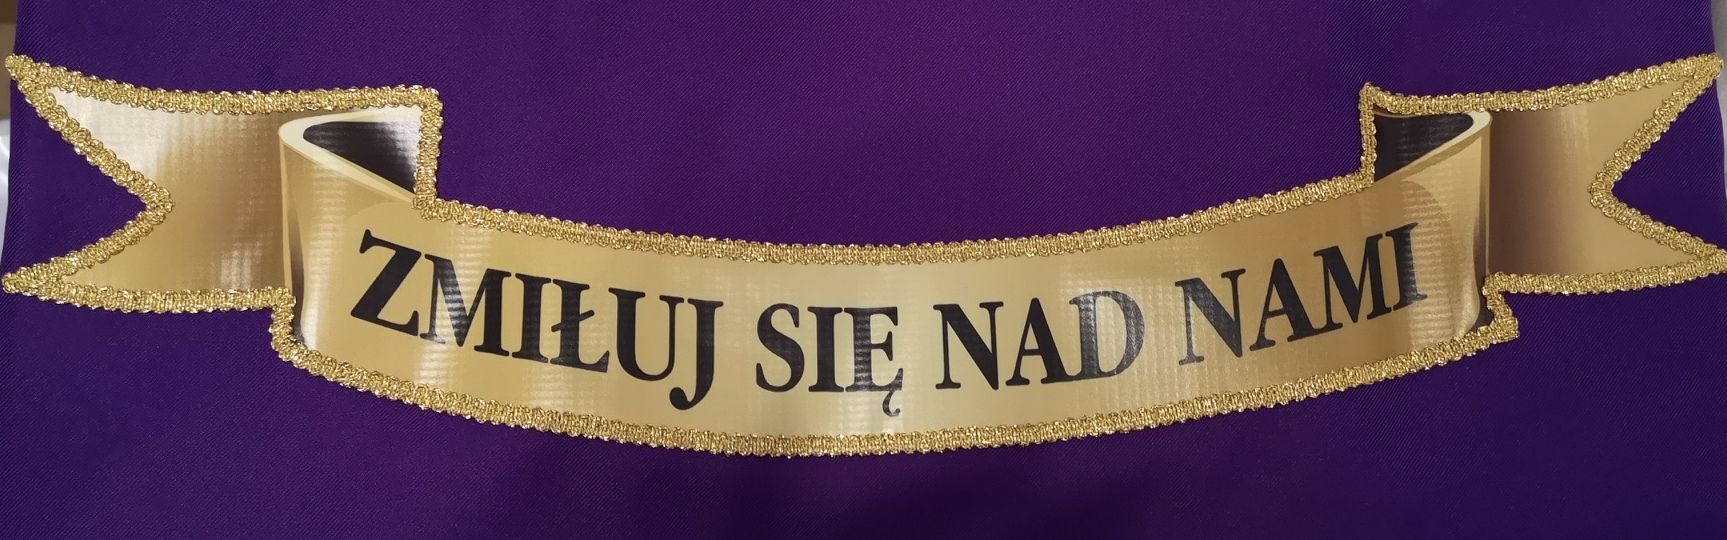 ZMIŁUJ SIĘ NAD NAMI